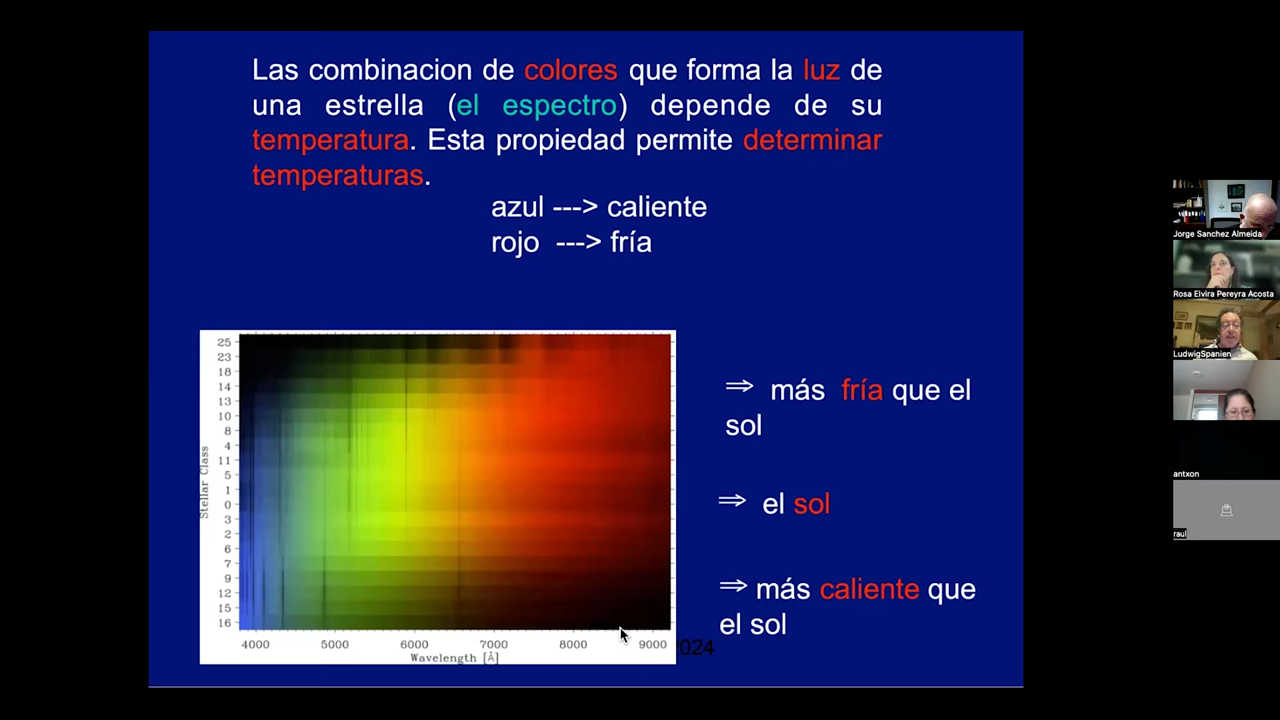 Las combinacion de colores que forma la luz de
una estrella (el espectro) depende de su
temperatura. Esta propiedad permite determinar
temperaturas.
azul ---> caliente
rojo ---> fría
Stellar Class
25
23
18
14
13
10
8
4
11
5
1
0
3
2
6
7
9
12
15
16
4000 5000 6000 7000 8000 9000
Wavelength [Å]
⇒ más fría que el
sol
⇒ el sol
⇒ más caliente que
el sol
2024
Jorge Sanchez Almeida
Rosa Elvira Pereyra Acosta
LudwigSpanien
antxon
raul